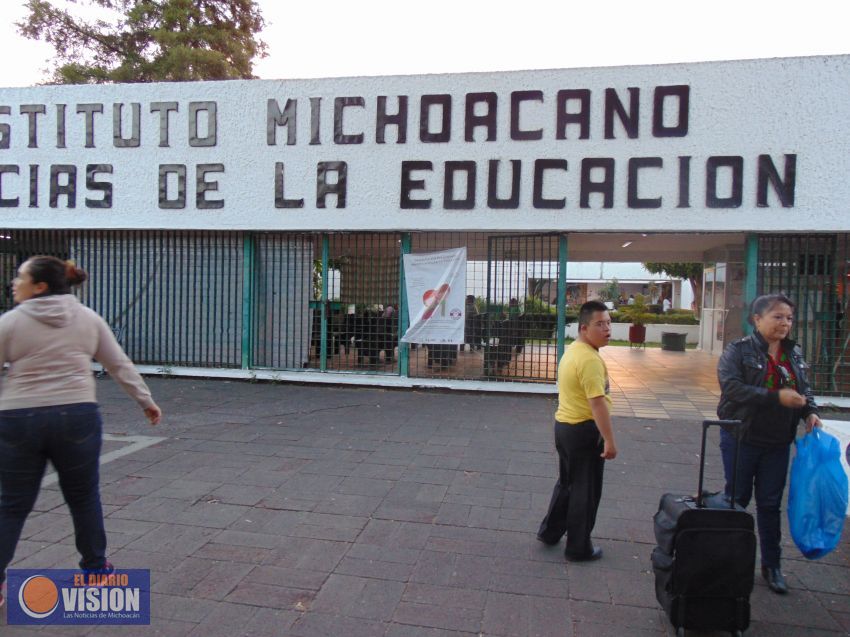 STITUTO MICHOACANO
CIAS DE LA EDUCACION
EL DIARIO
VISION
Las Noticias de Michoacán